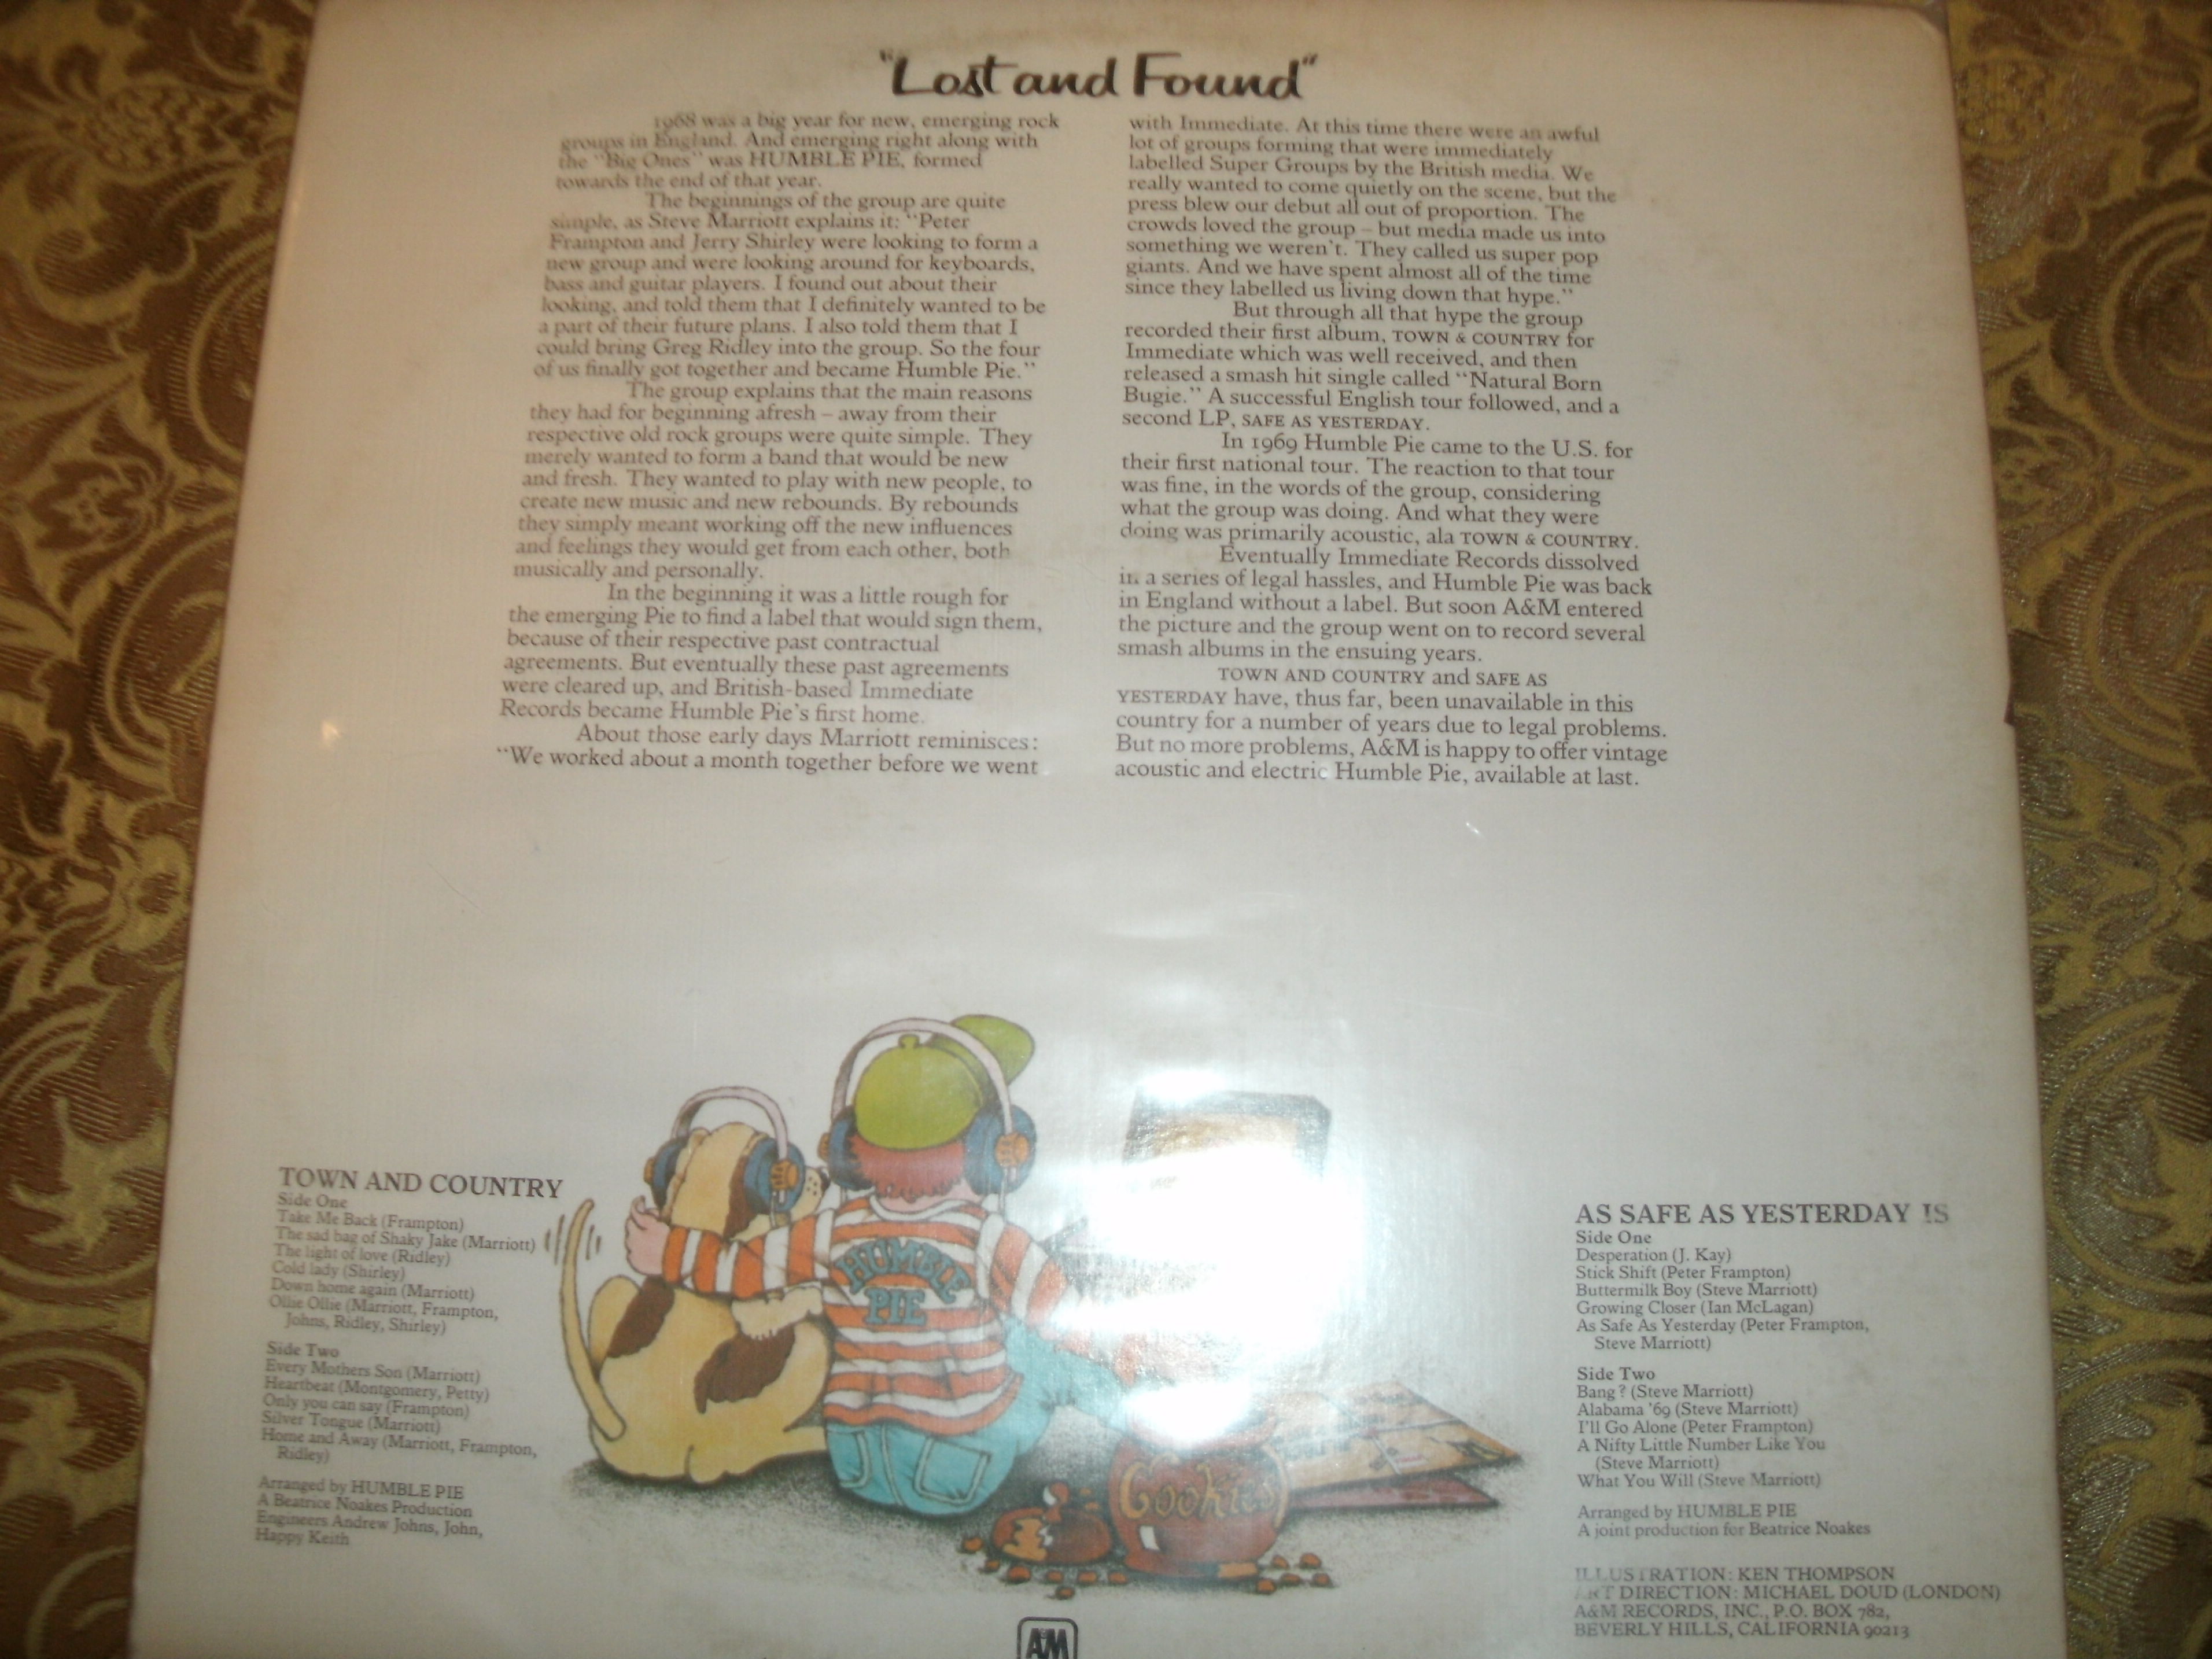 "Lost and Found"
1968 was a big year for new, emerging rock
groups in England. And emerging right along with
the "Big Ones" was HUMBLE PIE, formed
towards the end of that year.
The beginnings of the group are quite
simple, as Steve Marriott explains it: "Peter
Frampton and Jerry Shirley were looking to form a
new group and were looking around for keyboards,
bass and guitar players. I found out about their
looking, and told them that I definitely wanted to be
a part of their future plans. I also told them that I
could bring Greg Ridley into the group. So the four
of us finally got together and became Humble Pie."
The group explains that the main reasons
they had for beginning afresh – away from their
respective old rock groups were quite simple. They
merely wanted to form a band that would be new
and fresh. They wanted to play with new people, to
create new music and new rebounds. By rebounds
they simply meant working off the new influences
and feelings they would get from each other, both
musically and personally.
In the beginning it was a little rough for
the emerging Pie to find a label that would sign them,
because of their respective past contractual
agreements. But eventually these past agreements
were cleared up, and British-based Immediate
Records became Humble Pie's first home.
About those early days Marriott reminisces:
"We worked about a month together before we went
with Immediate. At this time there were an awful
lot of groups forming that were immediately
labelled Super Groups by the British media. We
really wanted to come quietly on the scene, but the
press blew our debut all out of proportion. The
crowds loved the group – but media made us into
something we weren't. They called us super pop
giants. And we have spent almost all of the time
since they labelled us living down that hype."
But through all that hype the group
recorded their first album, TOWN & COUNTRY for
Immediate which was well received, and then
released a smash hit single called "Natural Born
Bugie." A successful English tour followed, and a
second LP, SAFE AS YESTERDAY.
In 1969 Humble Pie came to the U.S. for
their first national tour. The reaction to that tour
was fine, in the words of the group, considering
what the group was doing. And what they were
doing was primarily acoustic, ala TOWN & COUNTRY.
Eventually Immediate Records dissolved
in a series of legal hassles, and Humble Pie was back
in England without a label. But soon A&M entered
the picture and the group went on to record several
smash albums in the ensuing years.
TOWN AND COUNTRY and SAFE AS
YESTERDAY have, thus far, been unavailable in this
country for a number of years due to legal problems.
But no more problems, A&M is happy to offer vintage
acoustic and electric Humble Pie, available at last.
TOWN AND COUNTRY
Side One
Take Me Back (Frampton)
The sad bag of Shaky Jake (Marriott)
The light of love (Ridley)
Cold lady (Shirley)
Down home again (Marriott)
Ollie Ollie (Marriott, Frampton,
Johns, Ridley, Shirley)
Side Two
Every Mothers Son (Marriott)
Heartbeat (Montgomery, Petty)
Only you can say (Frampton)
Silver Tongue (Marriott)
Home and Away (Marriott, Frampton,
Ridley)
Arranged by HUMBLE PIE
A Beatrice Noakes Production
Engineers Andrew Johns, John,
Happy Keith
HUMBLE
PIE
Cookies
A&M
AS SAFE AS YESTERDAY IS
Side One
Desperation (J. Kay)
Stick Shift (Peter Frampton)
Buttermilk Boy (Steve Marriott)
Growing Closer (Ian McLagan)
As Safe As Yesterday (Peter Frampton,
Steve Marriott)
Side Two
Bang? (Steve Marriott)
Alabama '69 (Steve Marriott)
I'll Go Alone (Peter Frampton)
A Nifty Little Number Like You
(Steve Marriott)
What You Will (Steve Marriott)
Arranged by HUMBLE PIE
A joint production for Beatrice Noakes
ILLUSTRATION: KEN THOMPSON
ART DIRECTION: MICHAEL DOUD (LONDON)
A&M RECORDS, INC., P.O. BOX 782,
BEVERLY HILLS, CALIFORNIA 90213